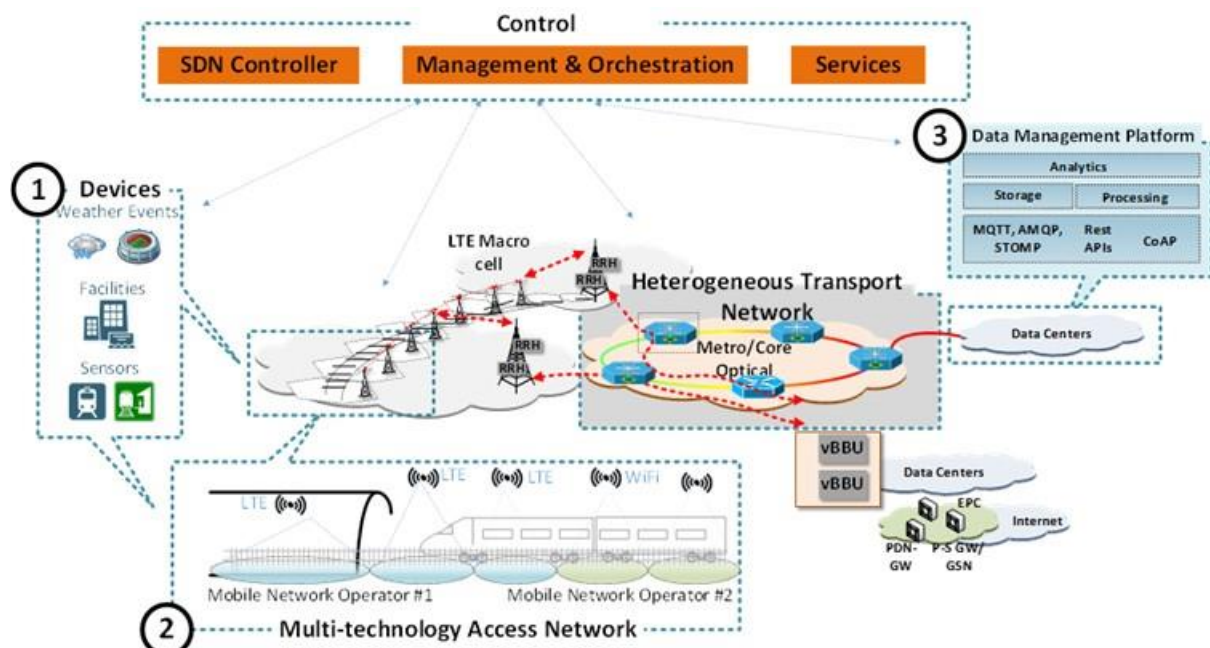 Control
SDN Controller
Management & Orchestration
Services
3
Data Management Platform
Analytics
Storage
Processing
MQTT, AMQP,
STOMP
Rest
APIs
CoAP
1
Devices
Weather Events
Facilities
Sensors
LTE Macro
cell
RRH
RRH
RRH
RRH
Heterogeneous Transport
Network
Metro/Core
Optical
Data Centers
vBBU
vBBU
Data Centers
EPC
Internet
PDN-
GW
P-S GW/
GSN
LTE
LTE
LTE
WiFi
Mobile Network Operator #1
Mobile Network Operator #2
2
Multi-technology Access Network